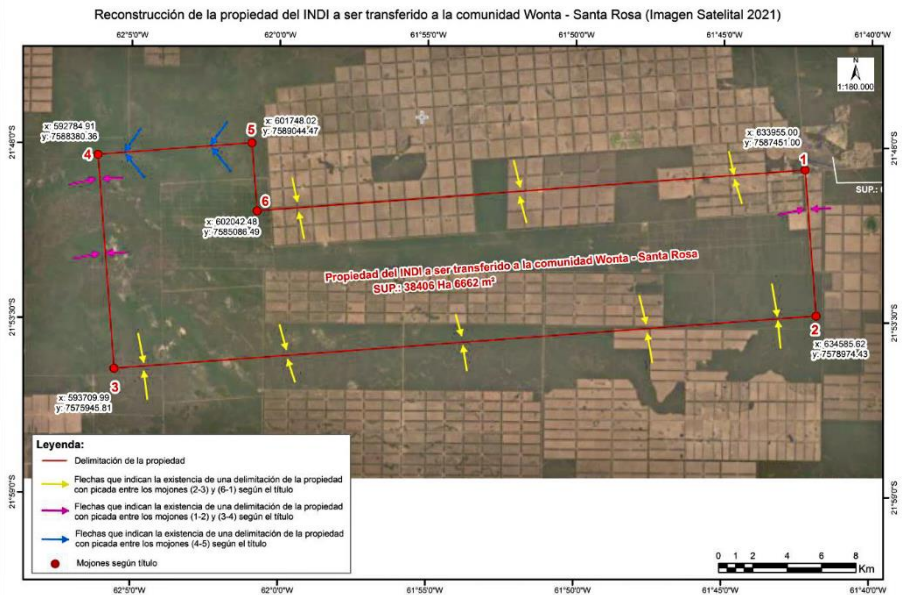 Reconstrucción de la propiedad del INDI a ser transferido a la comunidad Wonta - Santa Rosa (Imagen Satelital 2021)
62°5'0"W 62°0'0"W 61°55'0"W 61°50'0"W 61°45'0"W 61°40'0"W
N
1:180.000
x: 592784.91
y: 7588380.36
4
5
x: 601748.02
y: 7589044.47
x: 633955.00
y: 7587451.00
1
21°48'0"S
21°48'0"S
SUP.:
6
x: 602042.48
y: 7585086.49
Propiedad del INDI a ser transferido a la comunidad Wonta - Santa Rosa
SUP.: 38406 Ha 6662 m²
21°53'30"S
21°53'30"S
2
x: 634585.62
y: 7578974.43
3
x: 593709.99
y: 7575945.81
Leyenda:
Delimitación de la propiedad
Flechas que indican la existencia de una delimitación de la propiedad
con picada entre los mojones (2-3) y (6-1) según el título
Flechas que indican la existencia de una delimitación de la propiedad
con picada entre los mojones (1-2) y (3-4) según el título
Flechas que indican la existencia de una delimitación de la propiedad
con picada entre los mojones (4-5) según el título
Mojones según título
21°59'0"S
21°59'0"S
0 1 2 4 6 8
Km
62°5'0"W 62°0'0"W 61°55'0"W 61°50'0"W 61°45'0"W 61°40'0"W